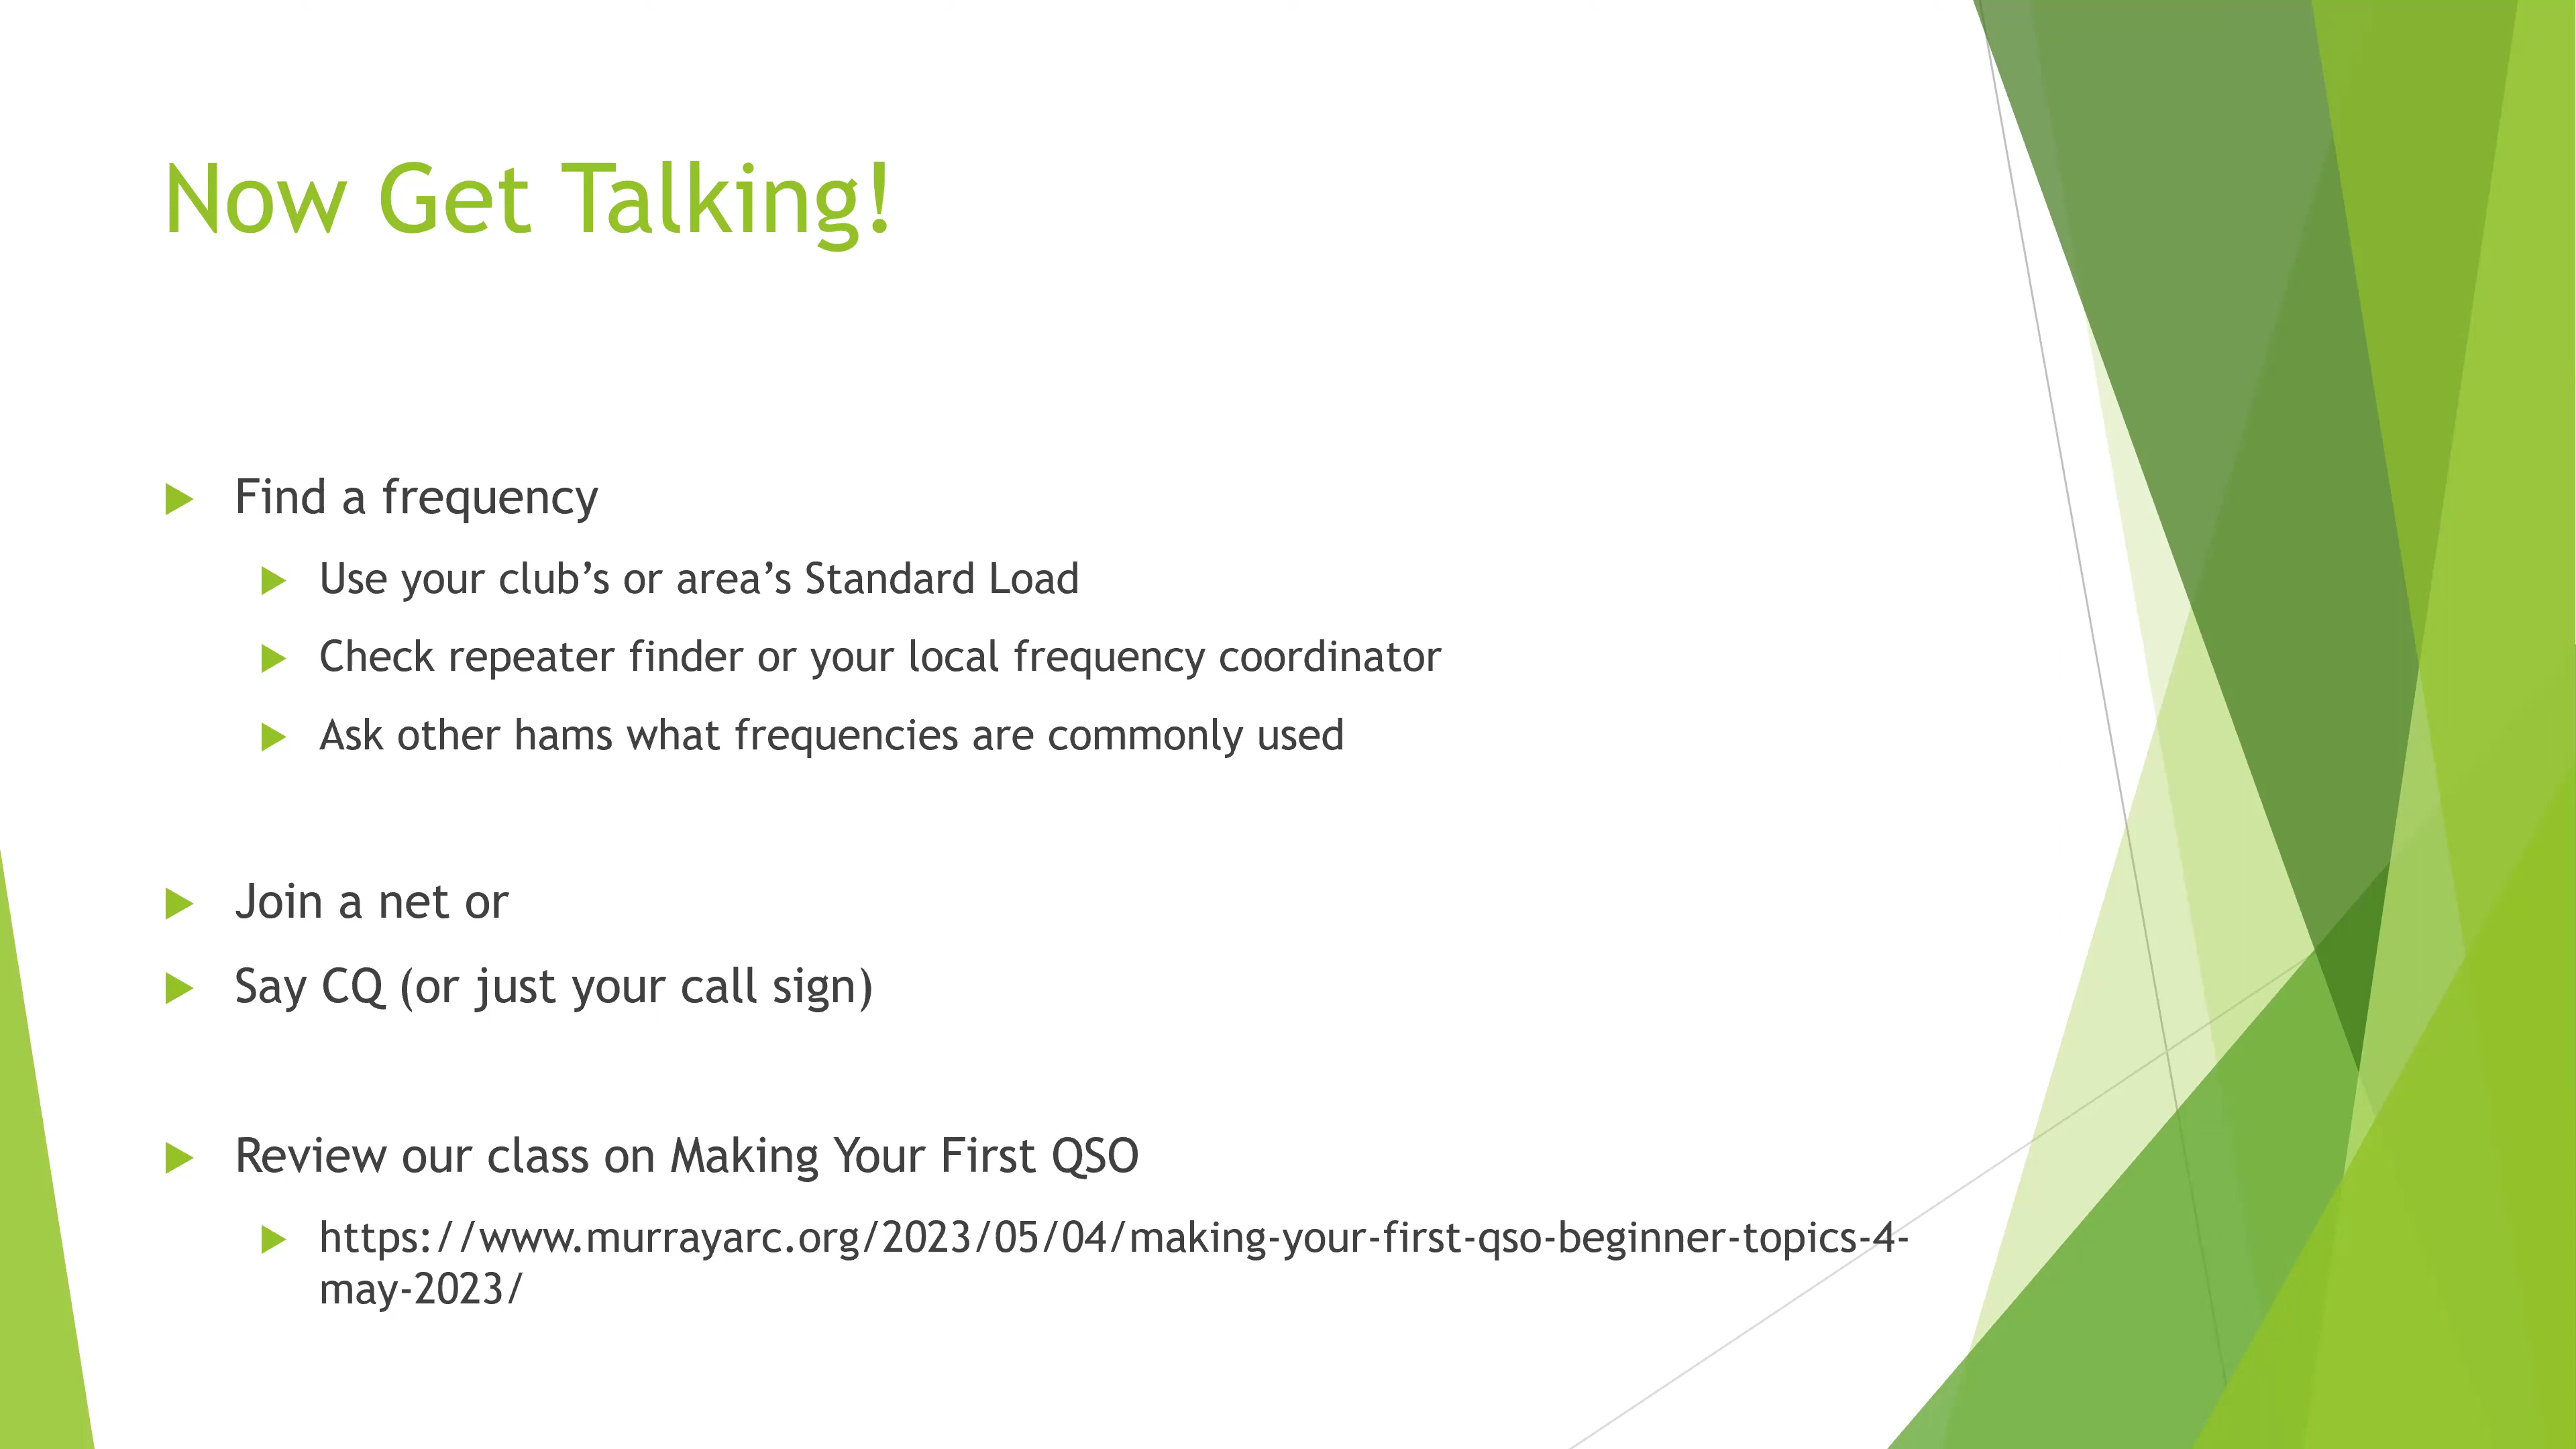 Now Get Talking!
Find a frequency
Use your club’s or area’s Standard Load
Check repeater finder or your local frequency coordinator
Ask other hams what frequencies are commonly used
Join a net or
Say CQ (or just your call sign)
Review our class on Making Your First QSO
https://www.murrayarc.org/2023/05/04/making-your-first-qso-beginner-topics-4-
may-2023/